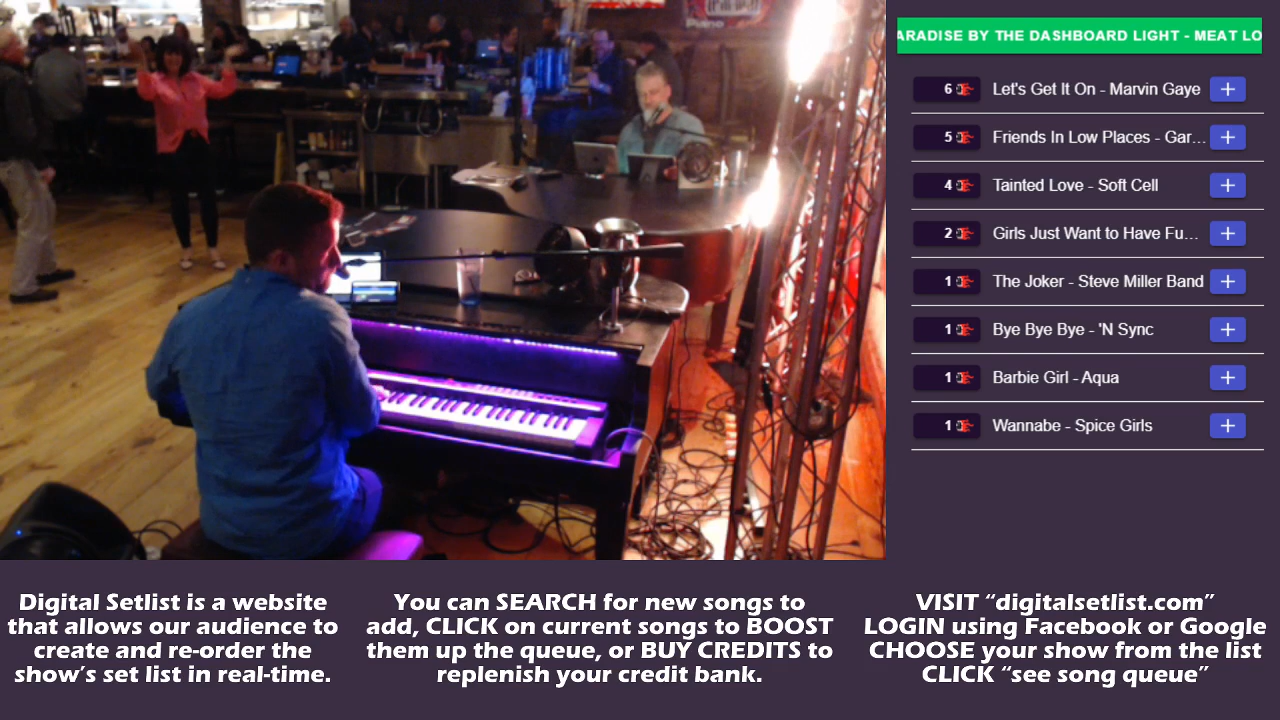 Piano
ARADISE BY THE DASHBOARD LIGHT - MEAT LO
6 Let's Get It On - Marvin Gaye +
5 Friends In Low Places - Gar... +
4 Tainted Love - Soft Cell +
2 Girls Just Want to Have Fu... +
1 The Joker - Steve Miller Band +
1 Bye Bye Bye - 'N Sync +
1 Barbie Girl - Aqua +
1 Wannabe - Spice Girls +
Digital Setlist is a website
that allows our audience to
create and re-order the
show's set list in real-time.
You can SEARCH for new songs to
add, CLICK on current songs to BOOST
them up the queue, or BUY CREDITS to
replenish your credit bank.
VISIT “digitalsetlist.com”
LOGIN using Facebook or Google
CHOOSE your show from the list
CLICK “see song queue”